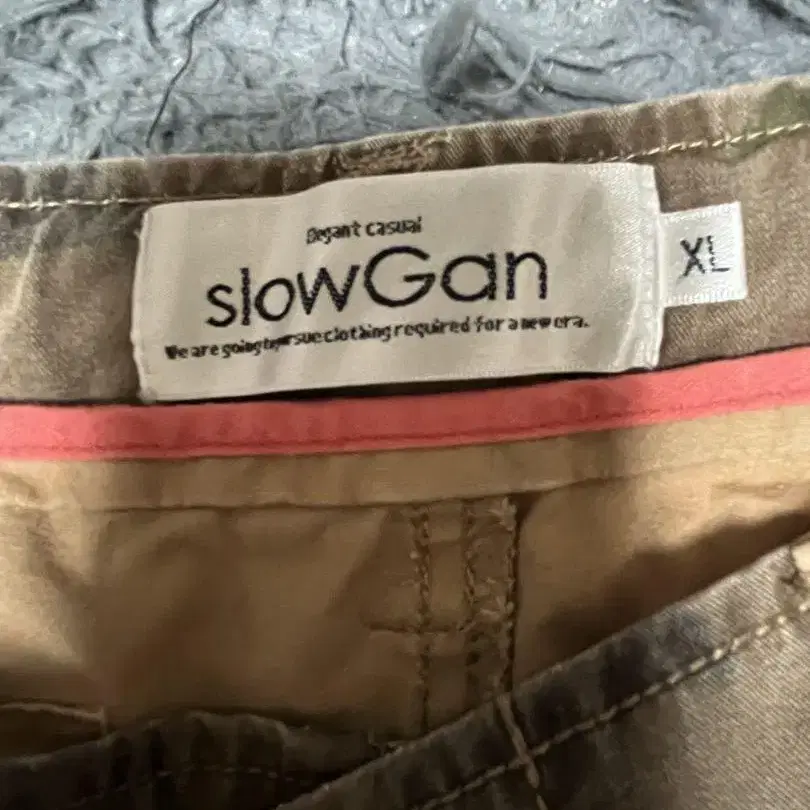 Elegant casual
slowGan
XL
We are going to pursue clothing required for a new era.